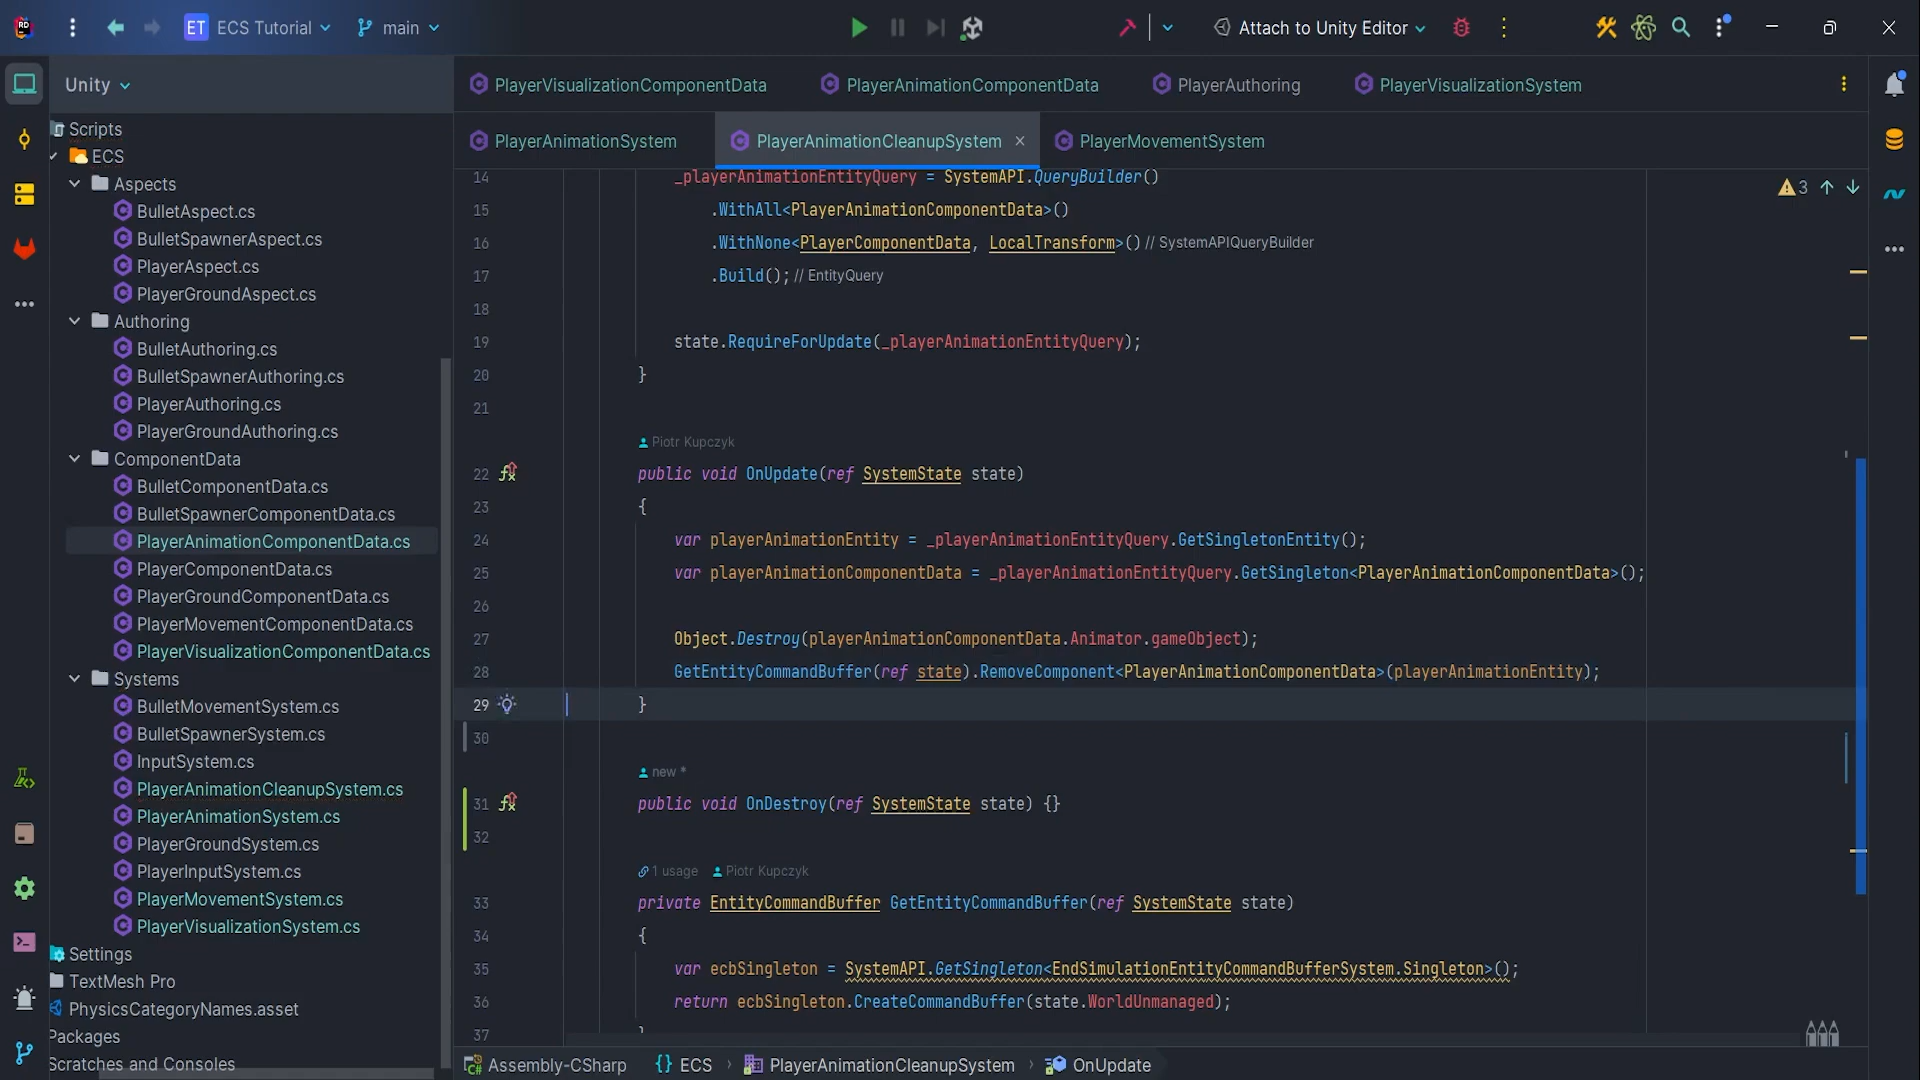 RD
ET ECS Tutorial main
Attach to Unity Editor
Unity
Scripts
ECS
Aspects
BulletAspect.cs
BulletSpawnerAspect.cs
PlayerAspect.cs
PlayerGroundAspect.cs
Authoring
BulletAuthoring.cs
BulletSpawnerAuthoring.cs
PlayerAuthoring.cs
PlayerGroundAuthoring.cs
ComponentData
BulletComponentData.cs
BulletSpawnerComponentData.cs
PlayerAnimationComponentData.cs
PlayerComponentData.cs
PlayerGroundComponentData.cs
PlayerMovementComponentData.cs
PlayerVisualizationComponentData.cs
Systems
BulletMovementSystem.cs
BulletSpawnerSystem.cs
InputSystem.cs
PlayerAnimationCleanupSystem.cs
PlayerAnimationSystem.cs
PlayerGroundSystem.cs
PlayerInputSystem.cs
PlayerMovementSystem.cs
PlayerVisualizationSystem.cs
Settings
TextMesh Pro
PhysicsCategoryNames.asset
Packages
Scratches and Consoles
PlayerVisualizationComponentData PlayerAnimationComponentData PlayerAuthoring PlayerVisualizationSystem
PlayerAnimationSystem PlayerAnimationCleanupSystem PlayerMovementSystem
3
14 _playerAnimationEntityQuery = SystemAPI.QueryBuilder()
15 .WithAll<PlayerAnimationComponentData>()
16 .WithNone<PlayerComponentData, LocalTransform>() // SystemAPIQueryBuilder
17 .Build(); // EntityQuery
18
19 state.RequireForUpdate(_playerAnimationEntityQuery);
20 }
21
Piotr Kupczyk
22 public void OnUpdate(ref SystemState state)
23 {
24 var playerAnimationEntity = _playerAnimationEntityQuery.GetSingletonEntity();
25 var playerAnimationComponentData = _playerAnimationEntityQuery.GetSingleton<PlayerAnimationComponentData>();
26
27 Object.Destroy(playerAnimationComponentData.Animator.gameObject);
28 GetEntityCommandBuffer(ref state).RemoveComponent<PlayerAnimationComponentData>(playerAnimationEntity);
29 }
30
new *
31 public void OnDestroy(ref SystemState state) {}
32
1 usage Piotr Kupczyk
33 private EntityCommandBuffer GetEntityCommandBuffer(ref SystemState state)
34 {
35 var ecbSingleton = SystemAPI.GetSingleton<EndSimulationEntityCommandBufferSystem.Singleton>();
36 return ecbSingleton.CreateCommandBuffer(state.WorldUnmanaged);
37 }
Assembly-CSharp {} ECS › PlayerAnimationCleanupSystem › OnUpdate